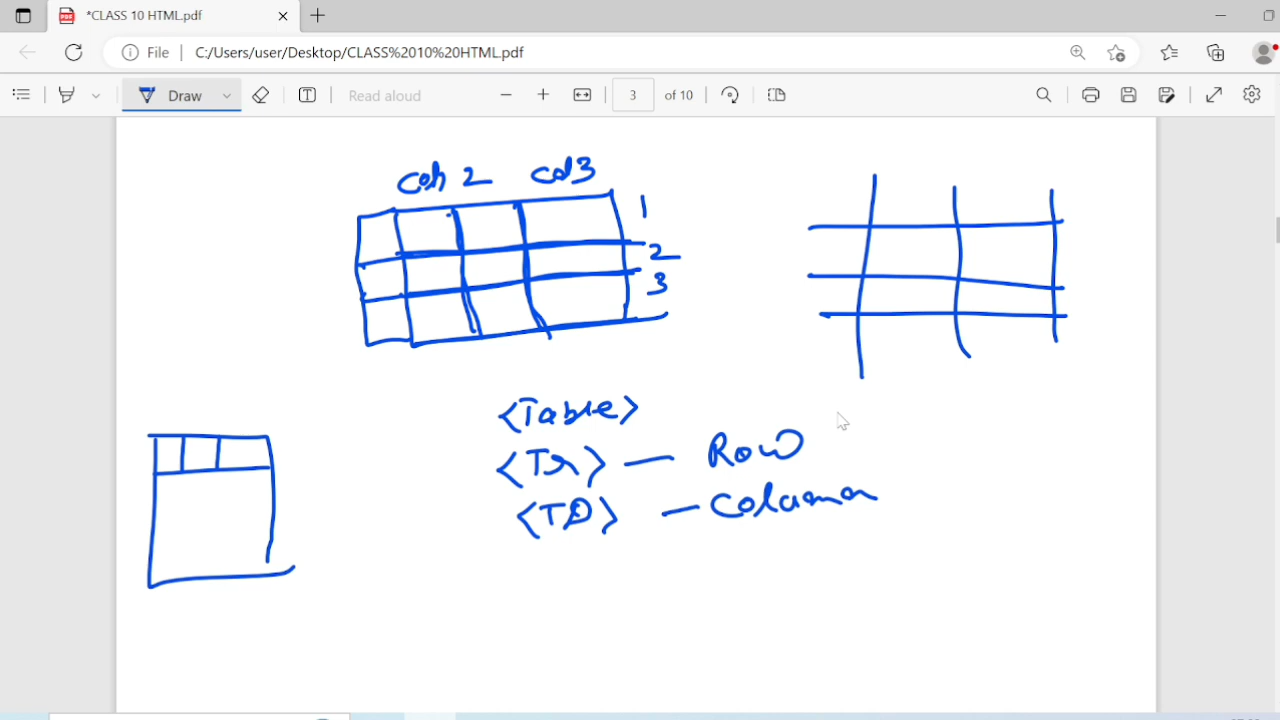 *CLASS 10 HTML.pdf
File
C:/Users/user/Desktop/CLASS%2010%20HTML.pdf
Draw
Read aloud
3 of 10
2 col3
1
2
3
<Table>
<Tr> — Row
<TD> — Column